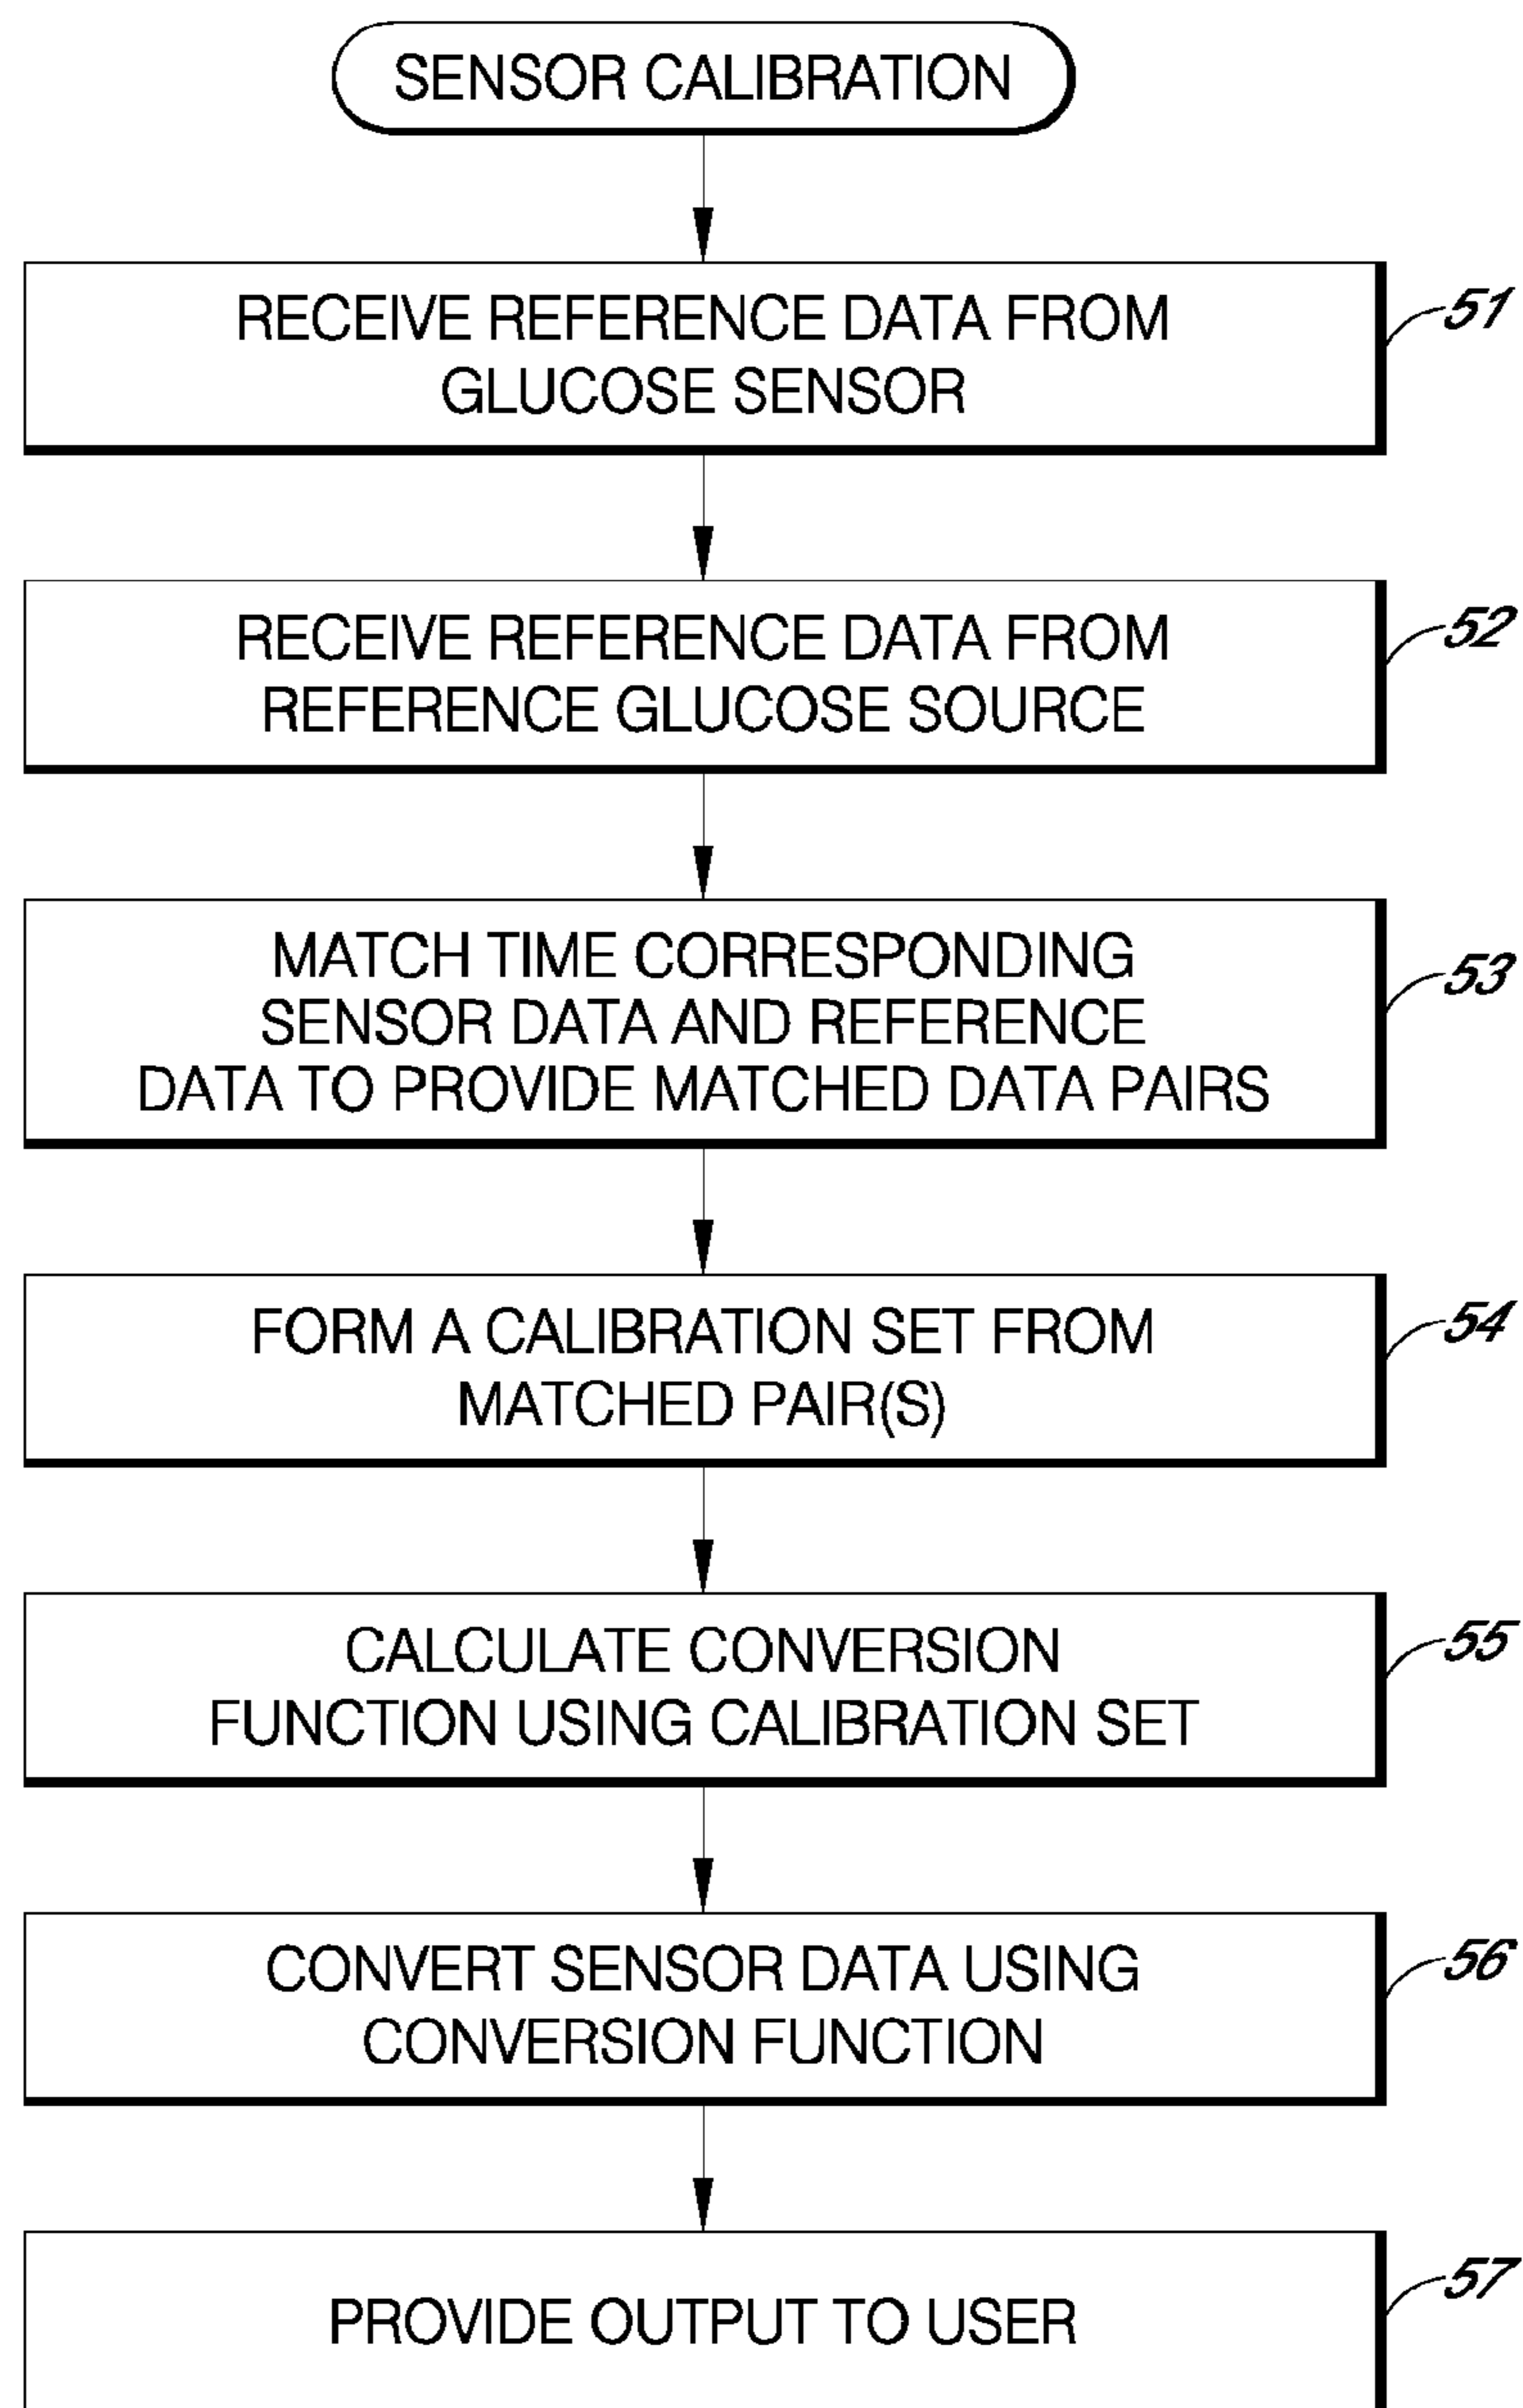 SENSOR CALIBRATION
RECEIVE REFERENCE DATA FROM
GLUCOSE SENSOR
51
RECEIVE REFERENCE DATA FROM
REFERENCE GLUCOSE SOURCE
52
MATCH TIME CORRESPONDING
SENSOR DATA AND REFERENCE
DATA TO PROVIDE MATCHED DATA PAIRS
53
FORM A CALIBRATION SET FROM
MATCHED PAIR(S)
54
CALCULATE CONVERSION
FUNCTION USING CALIBRATION SET
55
CONVERT SENSOR DATA USING
CONVERSION FUNCTION
56
PROVIDE OUTPUT TO USER
57